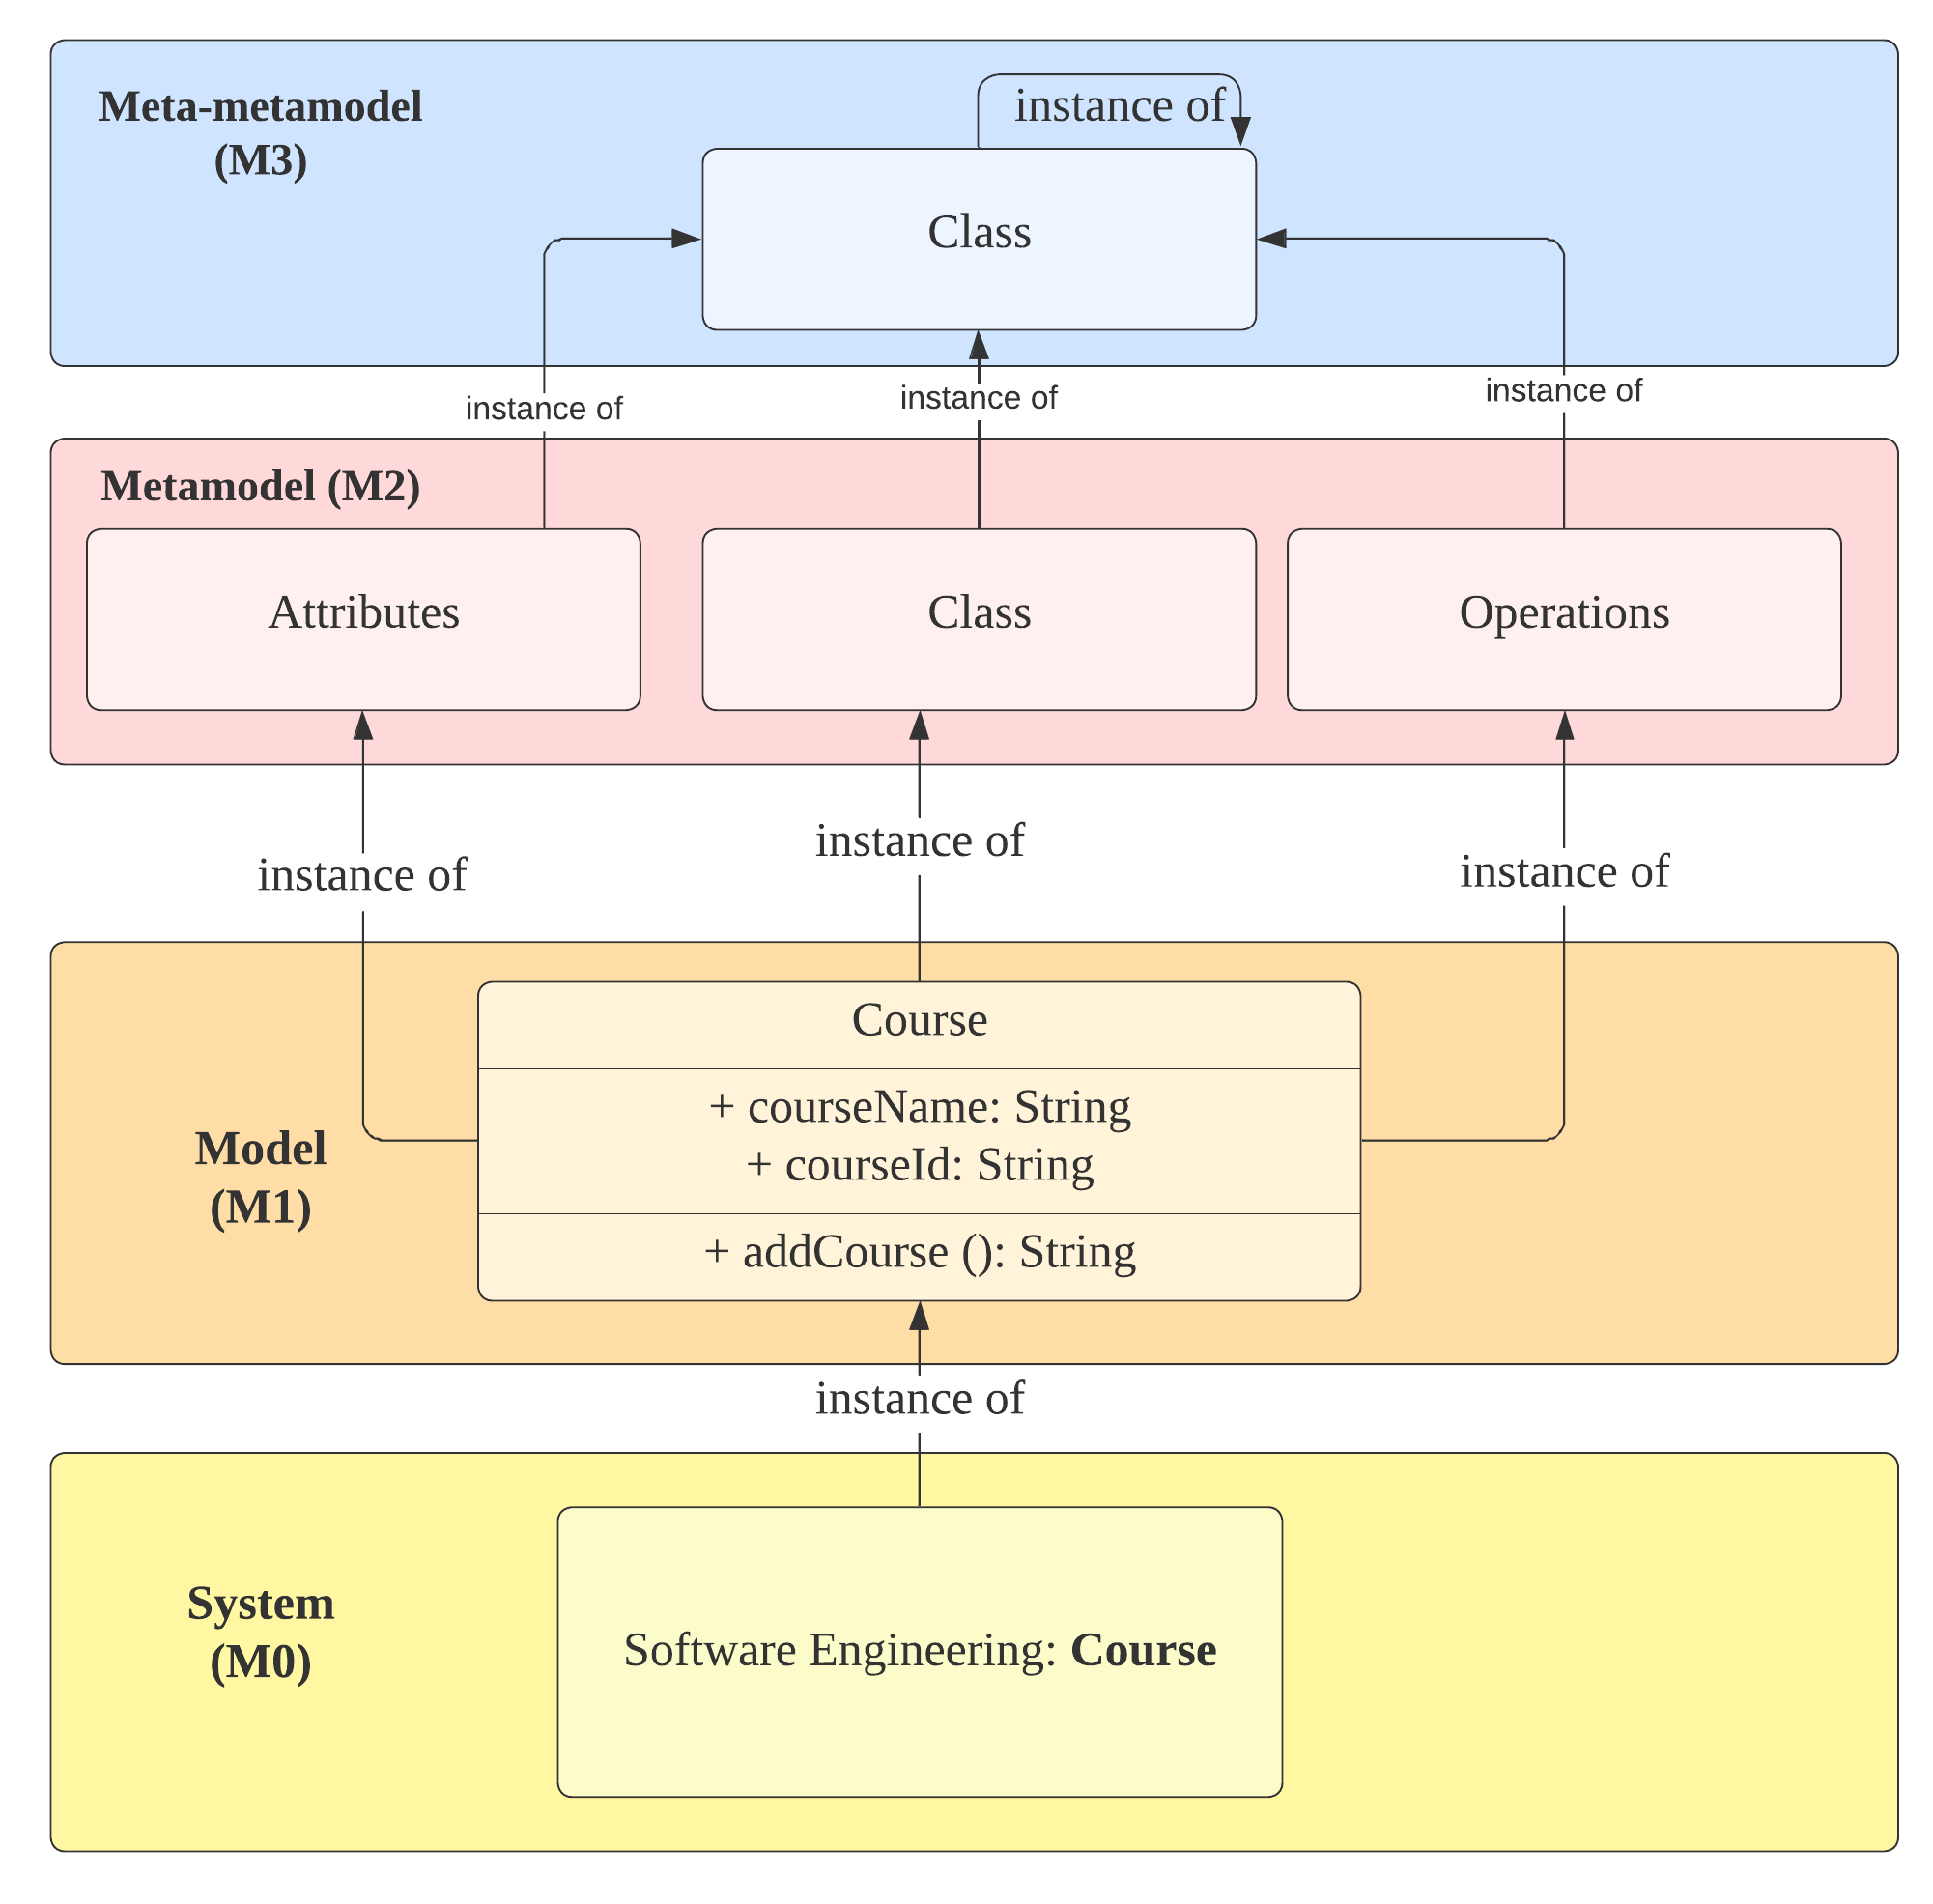 Meta-metamodel
(M3)
instance of
Class
instance of
instance of
instance of
Metamodel (M2)
Attributes
Class
Operations
instance of
instance of
instance of
Model
(M1)
Course
+ courseName: String
+ courseId: String
+ addCourse (): String
instance of
System
(M0)
Software Engineering: Course